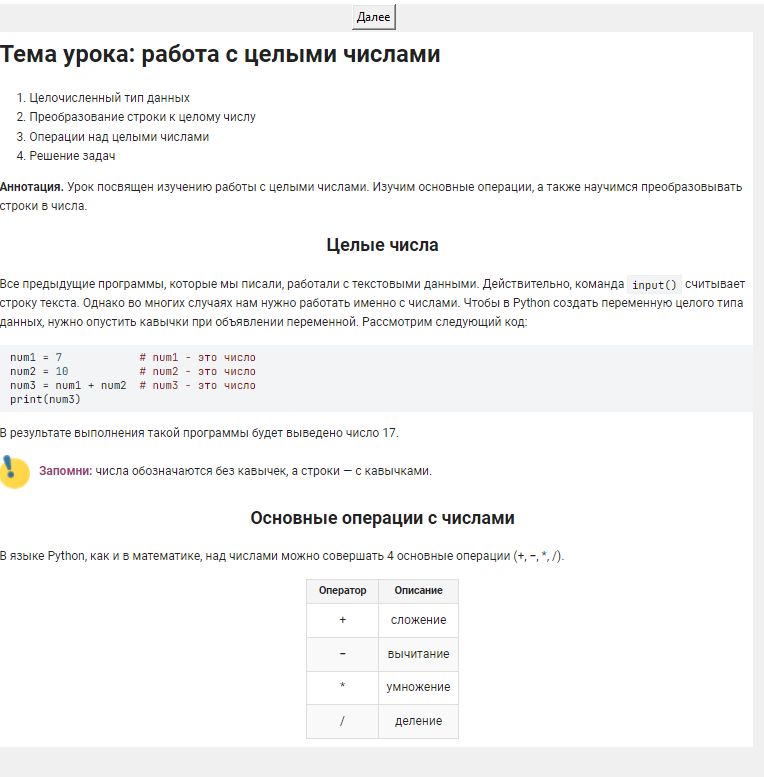 Далее
Тема урока: работа с целыми числами
1. Целочисленный тип данных
2. Преобразование строки к целому числу
3. Операции над целыми числами
4. Решение задач
Аннотация. Урок посвящен изучению работы с целыми числами. Изучим основные операции, а также научимся преобразовывать
строки в числа.
Целые числа
Все предыдущие программы, которые мы писали, работали с текстовыми данными. Действительно, команда input() считывает
строку текста. Однако во многих случаях нам нужно работать именно с числами. Чтобы в Python создать переменную целого типа
данных, нужно опустить кавычки при объявлении переменной. Рассмотрим следующий код:
num1 = 7 # num1 - это число
num2 = 10 # num2 - это число
num3 = num1 + num2 # num3 - это число
print(num3)
В результате выполнения такой программы будет выведено число 17.
Запомни: числа обозначаются без кавычек, а строки — с кавычками.
Основные операции с числами
В языке Python, как и в математике, над числами можно совершать 4 основные операции (+, −, *, /).
Оператор Описание
+ сложение
− вычитание
* умножение
/ деление